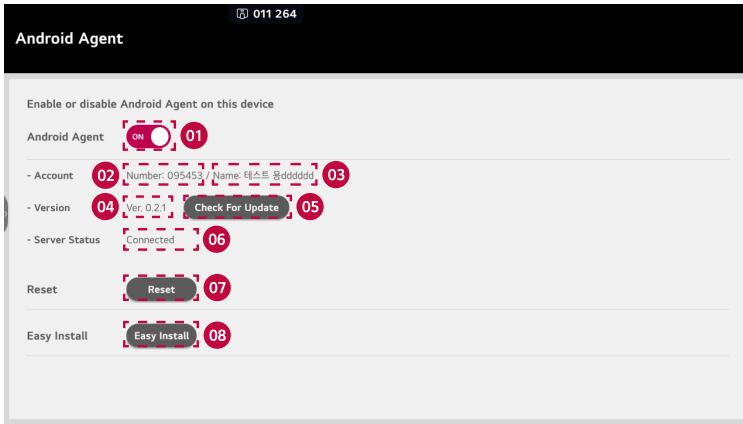 011 264
Android Agent
Enable or disable Android Agent on this device
Android Agent ON 01
- Account 02 Number: 095453 / Name: 테스트 용dddddd 03
- Version 04 Ver. 0.2.1 Check For Update 05
- Server Status Connected 06
Reset Reset 07
Easy Install Easy Install 08